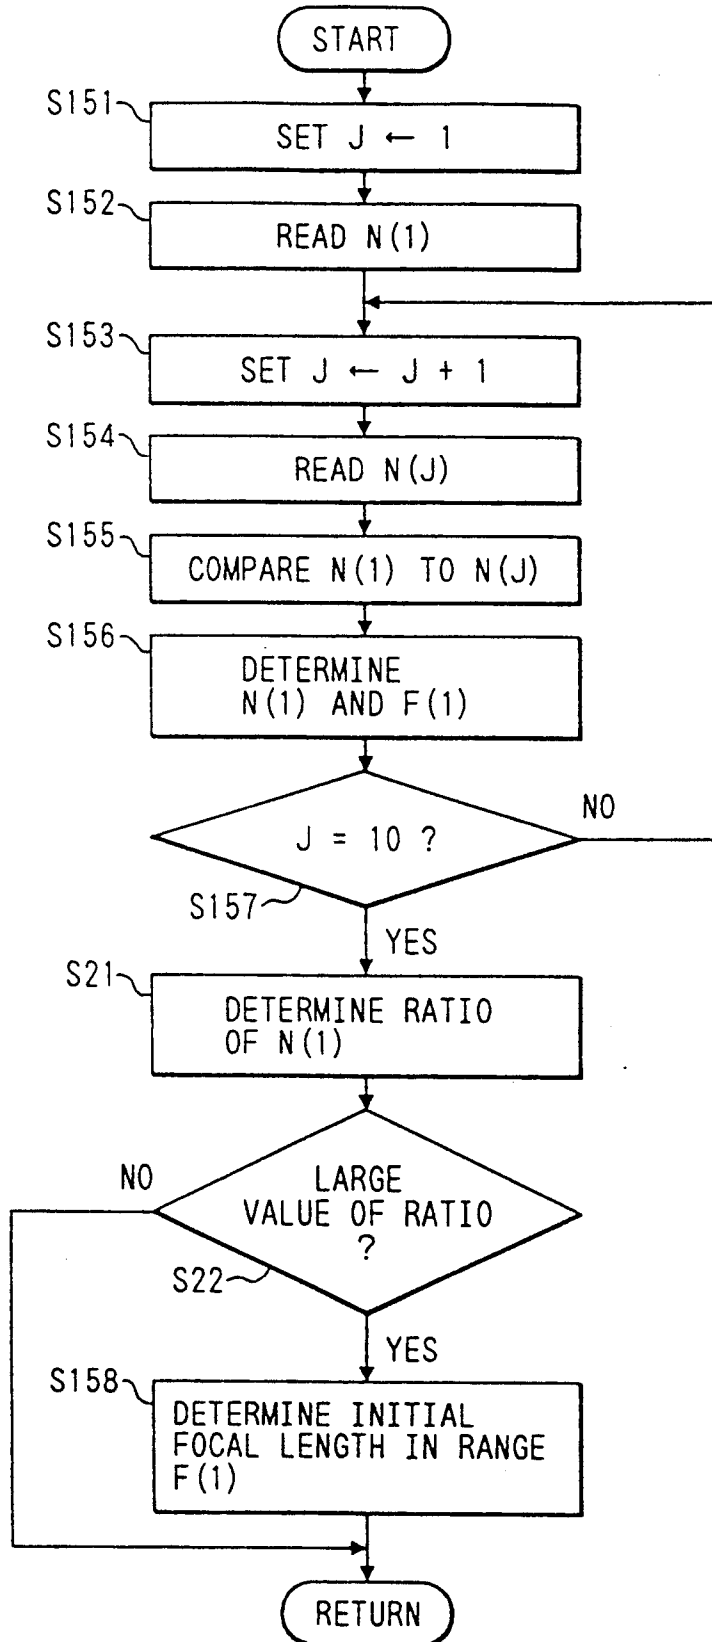 START
S151
SET J ← 1
S152
READ N(1)
S153
SET J ← J + 1
S154
READ N(J)
S155
COMPARE N(1) TO N(J)
S156
DETERMINE
N(1) AND F(1)
J = 10 ?
NO
S157
YES
S21
DETERMINE RATIO
OF N(1)
NO
LARGE
VALUE OF RATIO
?
S22
YES
S158
DETERMINE INITIAL
FOCAL LENGTH IN RANGE
F(1)
RETURN